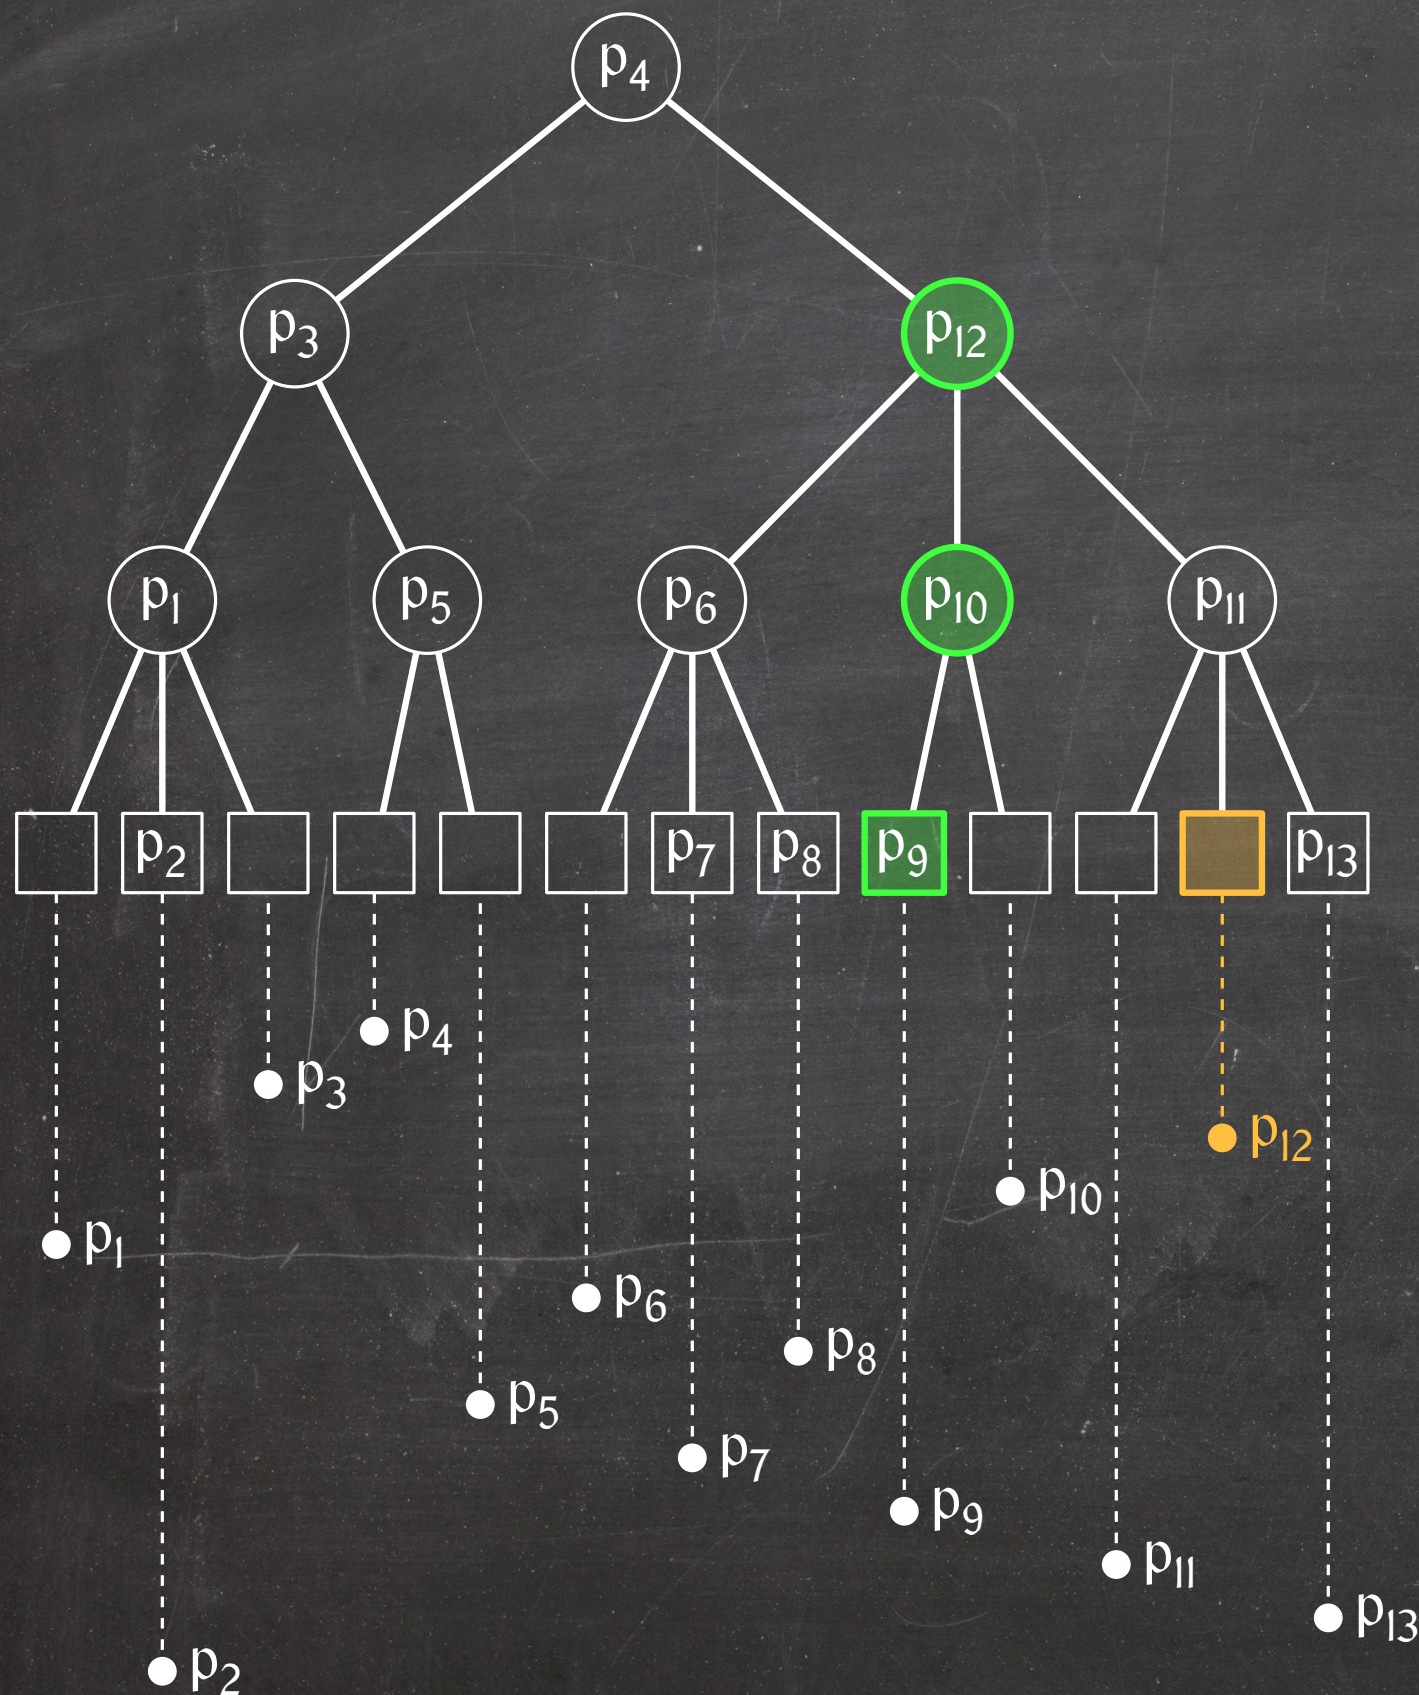 p₄
p₃ p₁₂
p₁ p₅ p₆ p₁₀ p₁₁
p₂ p₇ p₈ p₉ p₁₃
p₄
p₃
p₁₂
p₁₀
p₁
p₆
p₈
p₅
p₇
p₉
p₁₁
p₁₃
p₂